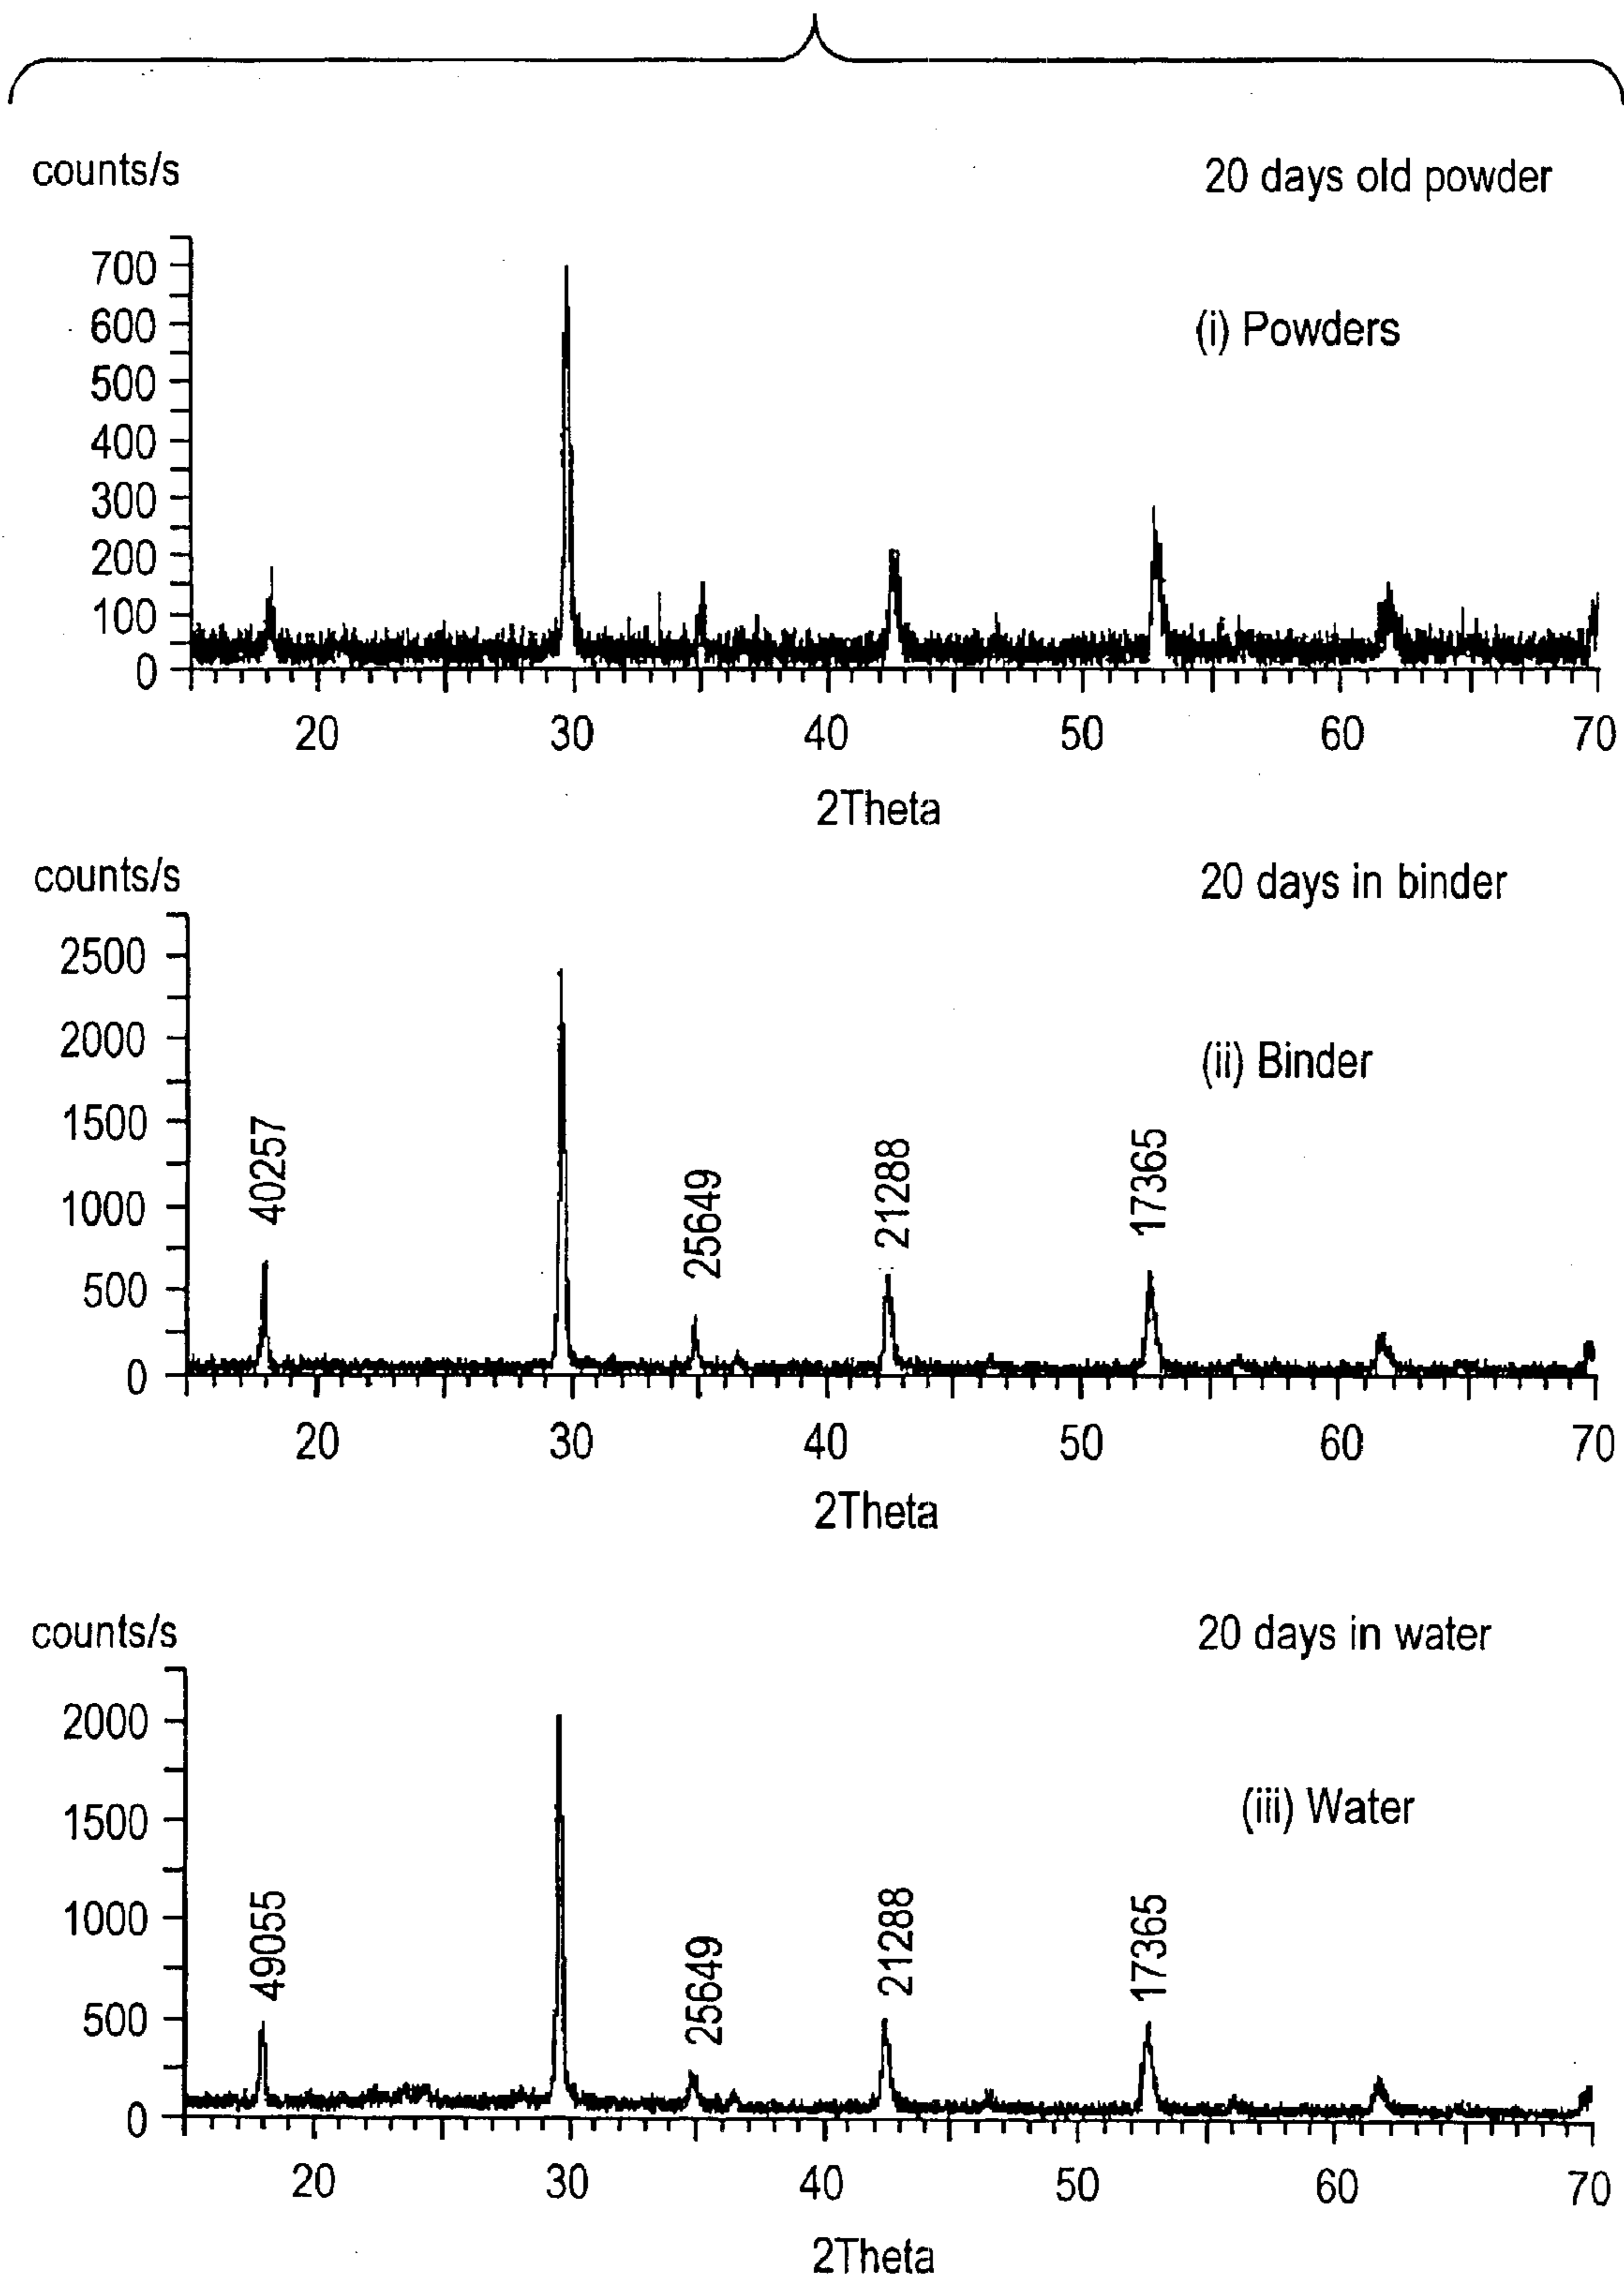 counts/s
20 days old powder
700
600
500
400
300
200
100
0
(i) Powders
20 30 40 50 60 70
2Theta
counts/s
20 days in binder
2500
2000
1500
1000
500
0
(ii) Binder
40257
25649
21288
17365
20 30 40 50 60 70
2Theta
counts/s
20 days in water
2000
1500
1000
500
0
(iii) Water
49055
25649
21288
17365
20 30 40 50 60 70
2Theta